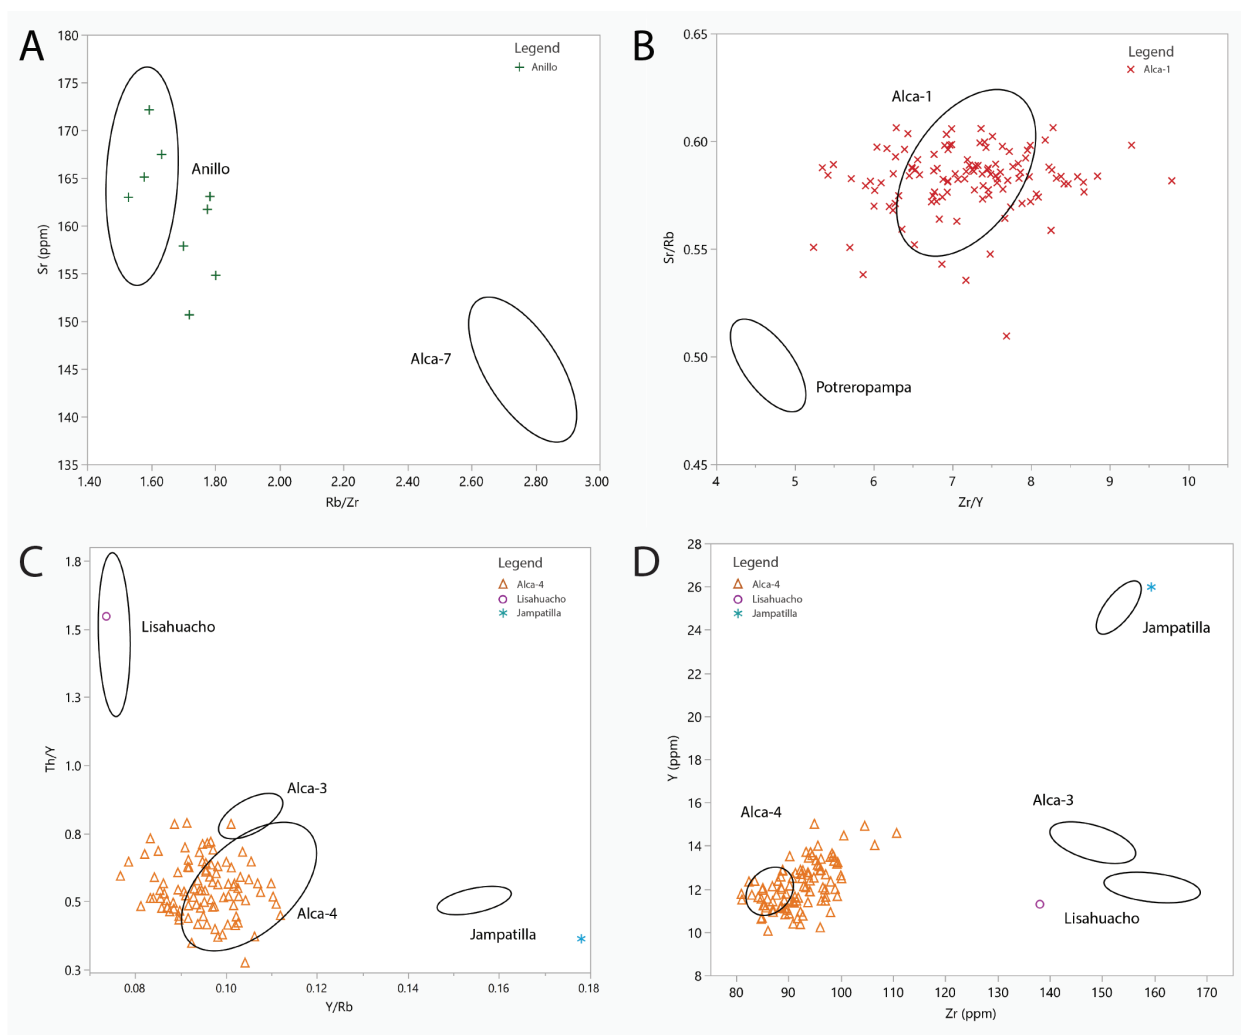 A
Legend
Anillo
180
175
170
165
160
155
150
145
140
135
Sr (ppm)
Anillo
Alca-7
1.40
1.60
1.80
2.00
2.20
2.40
2.60
2.80
3.00
Rb/Zr
B
Legend
Alca-1
0.65
0.60
0.55
0.50
0.45
Sr/Rb
Alca-1
Potreropampa
4
5
6
7
8
9
10
Zr/Y
C
Legend
Alca-4
Lisahuacho
Jampatilla
1.8
1.5
1.3
1.0
0.8
0.5
0.3
Th/Y
Lisahuacho
Alca-3
Alca-4
Jampatilla
0.08
0.10
0.12
0.14
0.16
0.18
Y/Rb
D
Legend
Alca-4
Lisahuacho
Jampatilla
28
26
24
22
20
18
16
14
12
10
8
Y (ppm)
Jampatilla
Alca-3
Alca-4
Lisahuacho
80
90
100
110
120
130
140
150
160
170
Zr (ppm)